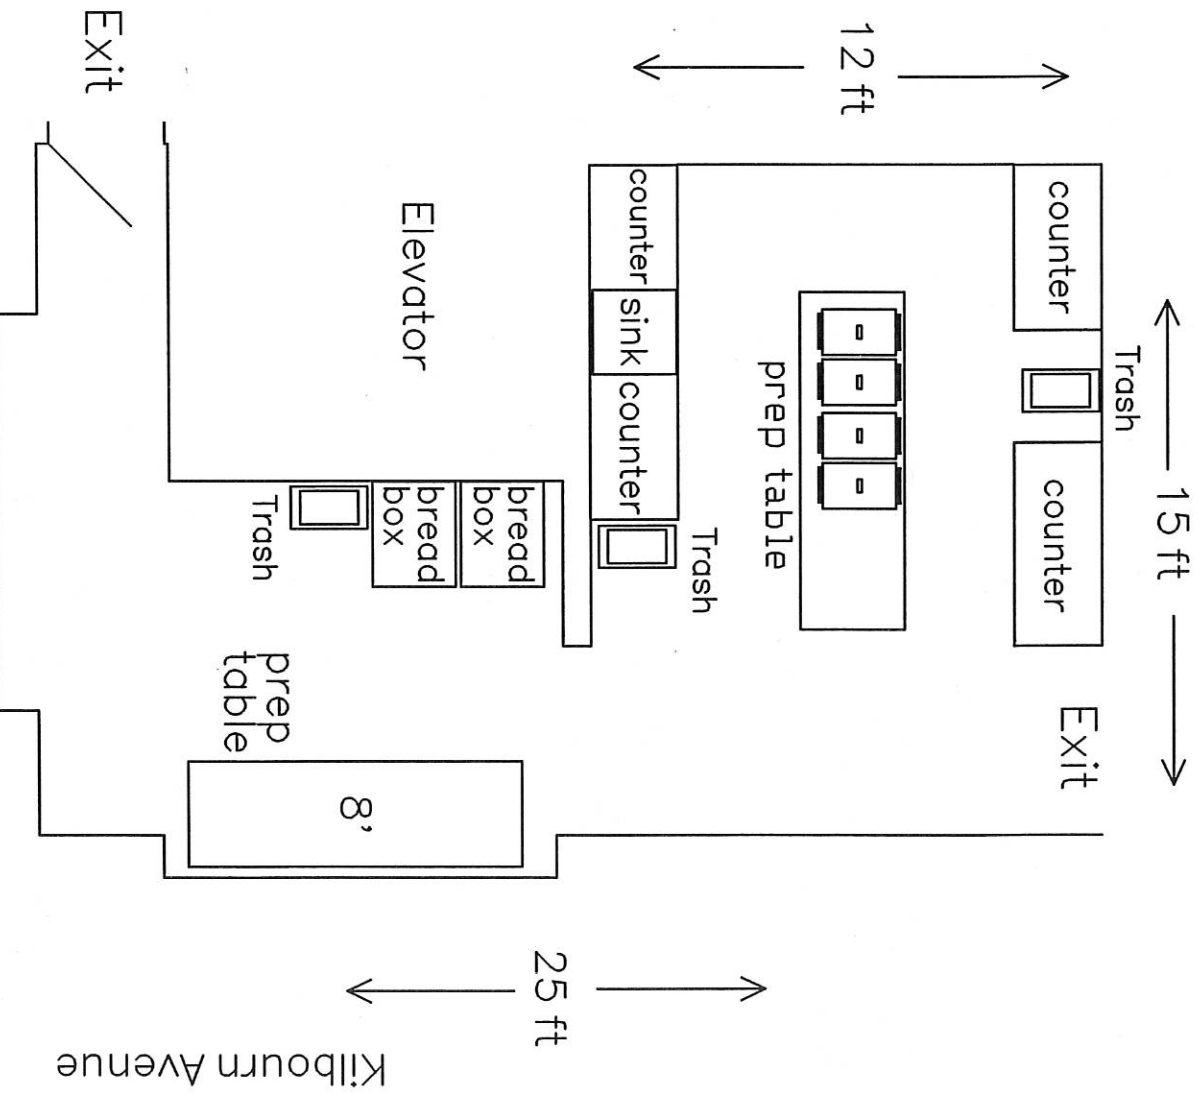 Exit
12 ft
counter
Elevator
counter
sink
counter
prep table
Trash
15 ft
counter
Trash
bread
box
bread
box
Trash
prep
table
8'
Exit
25 ft
Kilbourn Avenue